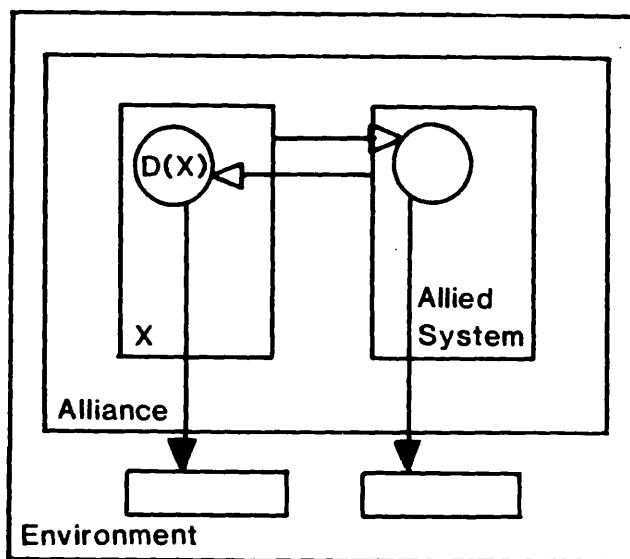 D(X)
X
Allied
System
Alliance
Environment